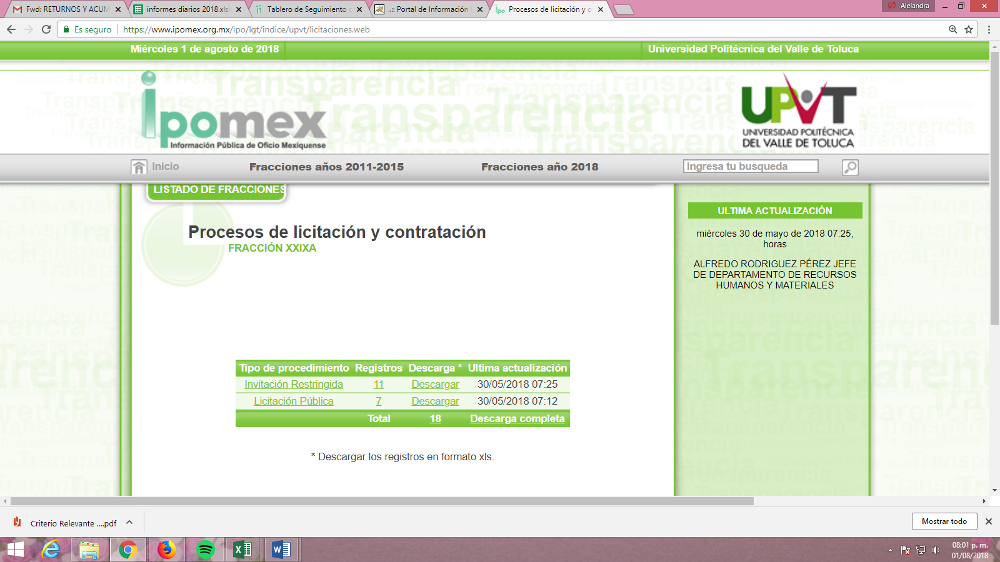 Fwd: RETURNOS Y ACUM
informes diarios 2018.xlsx
Tablero de Seguimiento
..:: Portal de Información
Procesos de licitación y c
Alejandra
Es seguro
https://www.ipomex.org.mx/ipo/lgt/indice/upvt/licitaciones.web
Miércoles 1 de agosto de 2018
Universidad Politécnica del Valle de Toluca
Transparencia
ipomex
Información Pública de Oficio Mexiquense
UPVT
UNIVERSIDAD POLITÉCNICA
DEL VALLE DE TOLUCA
Inicio
Fracciones años 2011-2015
Fracciones año 2018
Ingresa tu busqueda
LISTADO DE FRACCIONES
Procesos de licitación y contratación
FRACCIÓN XXIXA
ULTIMA ACTUALIZACIÓN
miércoles 30 de mayo de 2018 07:25,
horas
ALFREDO RODRIGUEZ PÉREZ JEFE
DE DEPARTAMENTO DE RECURSOS
HUMANOS Y MATERIALES
Tipo de procedimiento Registros Descarga * Ultima actualización
Invitación Restringida 11 Descargar 30/05/2018 07:25
Licitación Pública 7 Descargar 30/05/2018 07:12
Total 18 Descarga completa
* Descargar los registros en formato xls.
Criterio Relevante ....pdf
Mostrar todo
08:01 p. m.
01/08/2018